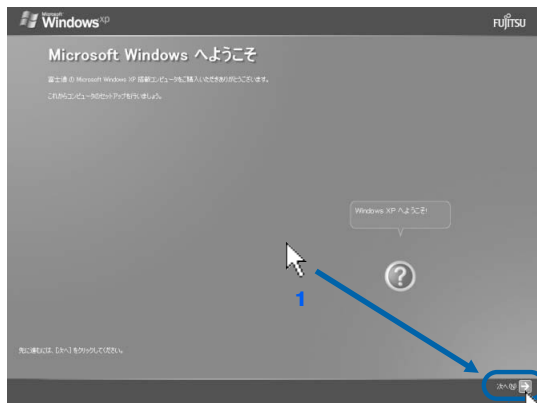 Microsoft
Windows xp
FUJITSU
Microsoft Windows へようこそ
富士通 の Microsoft Windows XP 搭載コンピュータをご購入いただきありがとうございます。
これからコンピュータのセットアップを行いましょう。
Windows XP へようこそ!
1
先に進むには、[次へ] をクリックしてください。
次へ(N)